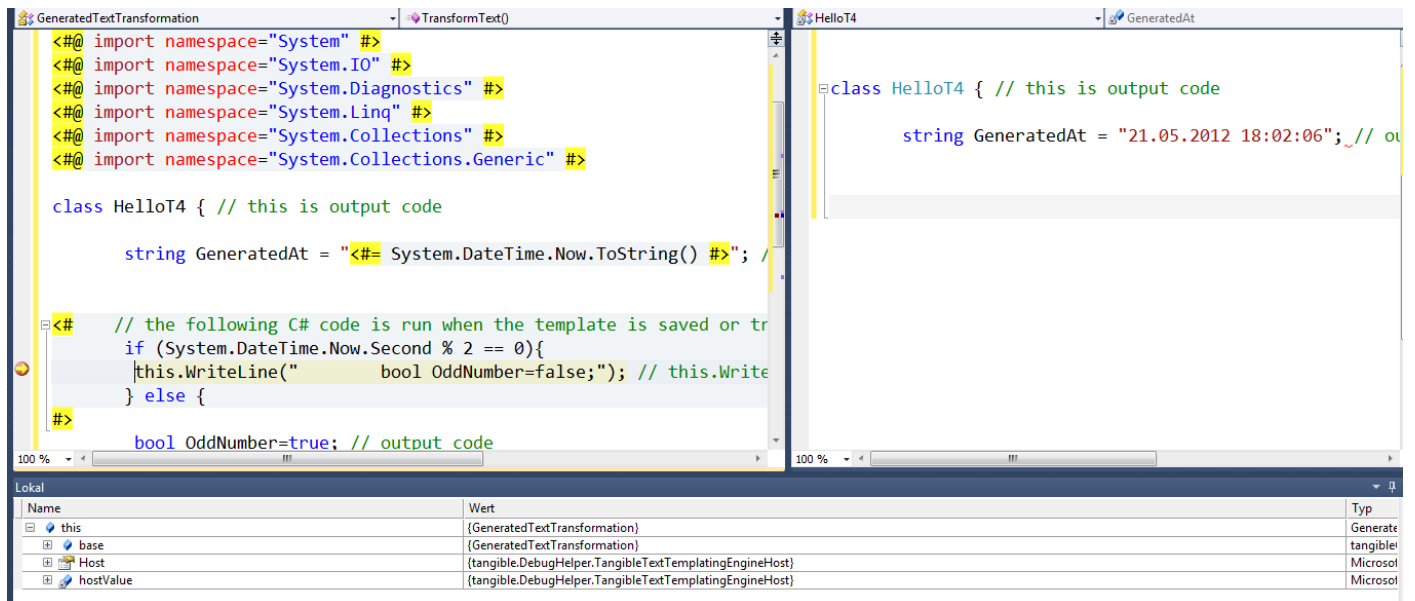 GeneratedTextTransformation
TransformText()
<#@ import namespace="System" #>
<#@ import namespace="System.IO" #>
<#@ import namespace="System.Diagnostics" #>
<#@ import namespace="System.Linq" #>
<#@ import namespace="System.Collections" #>
<#@ import namespace="System.Collections.Generic" #>
class HelloT4 { // this is output code
string GeneratedAt = "<#= System.DateTime.Now.ToString() #>"; /
<# // the following C# code is run when the template is saved or tr
if (System.DateTime.Now.Second % 2 == 0){
this.WriteLine("        bool OddNumber=false;"); // this.Write
} else {
#>
bool OddNumber=true; // output code
100 %
HelloT4
GeneratedAt
class HelloT4 { // this is output code
string GeneratedAt = "21.05.2012 18:02:06"; // ou
100 %
Lokal
Name Wert Typ
this {GeneratedTextTransformation} Generate
base {GeneratedTextTransformation} tangible
Host {tangible.DebugHelper.TangibleTextTemplatingEngineHost} Microsof
hostValue {tangible.DebugHelper.TangibleTextTemplatingEngineHost} Microsof